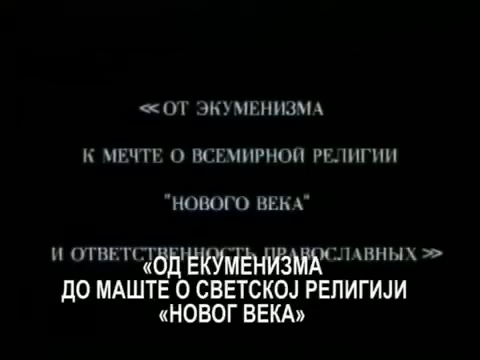 «ОТ ЭКУМЕНИЗМА
К МЕЧТЕ О ВСЕМИРНОЙ РЕЛИГИИ
"НОВОГО ВЕКА"
И ОТВЕТСТВЕННОСТЬ ПРАВОСЛАВНЫХ»
«ОД ЕКУМЕНИЗМА
ДО МАШТЕ О СВЕТСКОЈ РЕЛИГИЈИ
«НОВОГ ВЕКА»